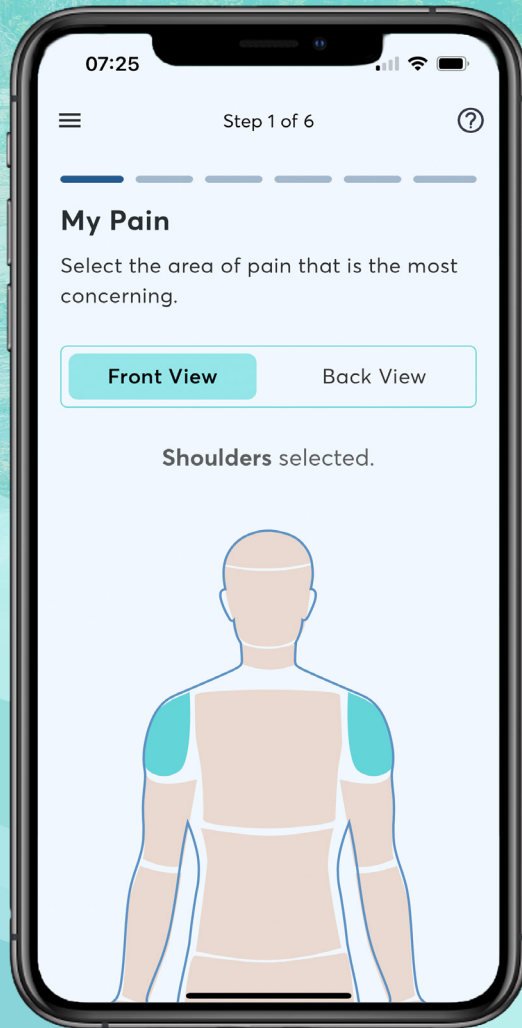 07:25
Step 1 of 6
My Pain
Select the area of pain that is the most
concerning.
Front View
Back View
Shoulders selected.